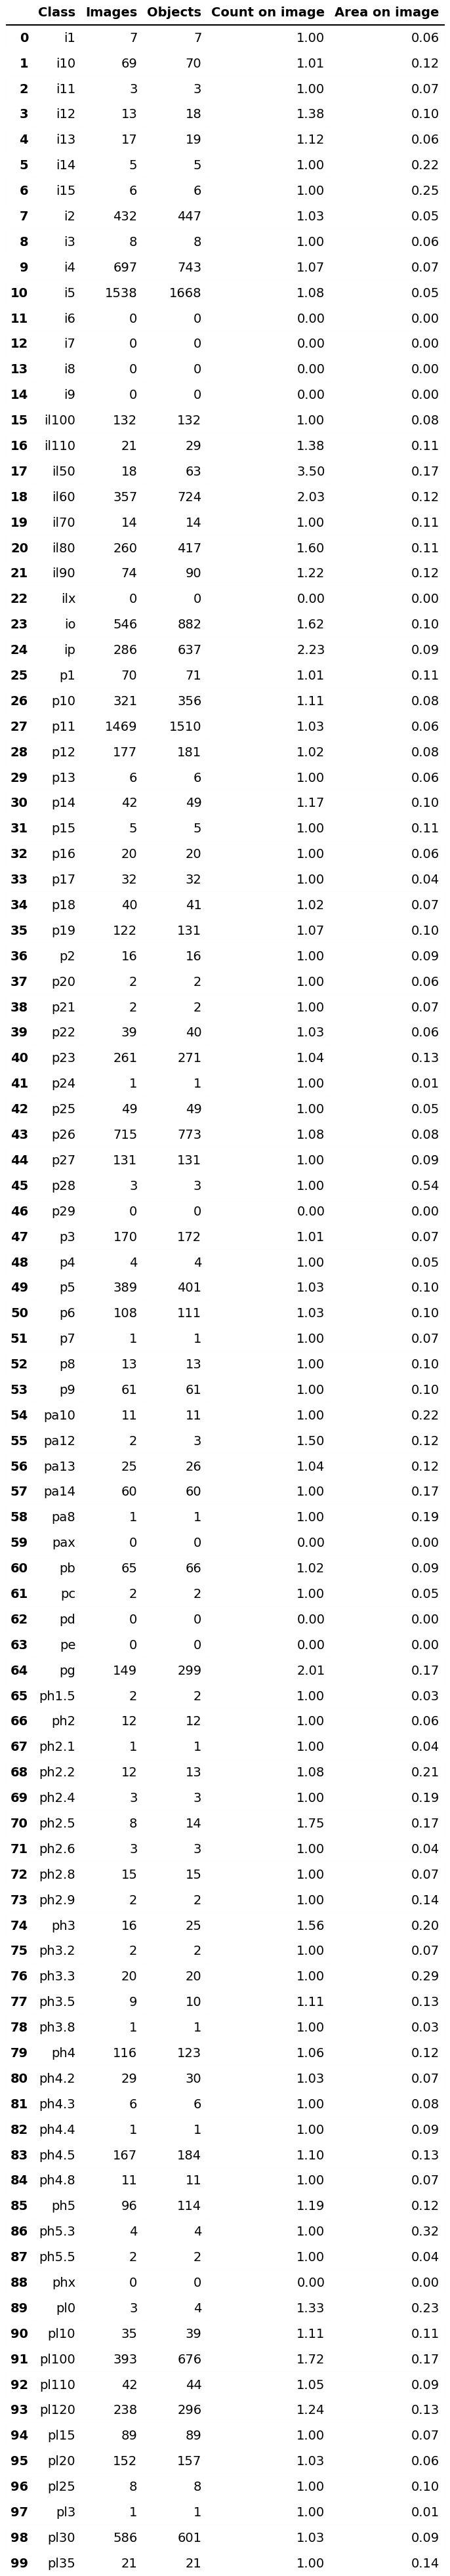 Class Images Objects Count on image Area on image
0 i1 7 7 1.00 0.06
1 i10 69 70 1.01 0.12
2 i11 3 3 1.00 0.07
3 i12 13 18 1.38 0.10
4 i13 17 19 1.12 0.06
5 i14 5 5 1.00 0.22
6 i15 6 6 1.00 0.25
7 i2 432 447 1.03 0.05
8 i3 8 8 1.00 0.06
9 i4 697 743 1.07 0.07
10 i5 1538 1668 1.08 0.05
11 i6 0 0 0.00 0.00
12 i7 0 0 0.00 0.00
13 i8 0 0 0.00 0.00
14 i9 0 0 0.00 0.00
15 il100 132 132 1.00 0.08
16 il110 21 29 1.38 0.11
17 il50 18 63 3.50 0.17
18 il60 357 724 2.03 0.12
19 il70 14 14 1.00 0.11
20 il80 260 417 1.60 0.11
21 il90 74 90 1.22 0.12
22 ilx 0 0 0.00 0.00
23 io 546 882 1.62 0.10
24 ip 286 637 2.23 0.09
25 p1 70 71 1.01 0.11
26 p10 321 356 1.11 0.08
27 p11 1469 1510 1.03 0.06
28 p12 177 181 1.02 0.08
29 p13 6 6 1.00 0.06
30 p14 42 49 1.17 0.10
31 p15 5 5 1.00 0.11
32 p16 20 20 1.00 0.06
33 p17 32 32 1.00 0.04
34 p18 40 41 1.02 0.07
35 p19 122 131 1.07 0.10
36 p2 16 16 1.00 0.09
37 p20 2 2 1.00 0.06
38 p21 2 2 1.00 0.07
39 p22 39 40 1.03 0.06
40 p23 261 271 1.04 0.13
41 p24 1 1 1.00 0.01
42 p25 49 49 1.00 0.05
43 p26 715 773 1.08 0.08
44 p27 131 131 1.00 0.09
45 p28 3 3 1.00 0.54
46 p29 0 0 0.00 0.00
47 p3 170 172 1.01 0.07
48 p4 4 4 1.00 0.05
49 p5 389 401 1.03 0.10
50 p6 108 111 1.03 0.10
51 p7 1 1 1.00 0.07
52 p8 13 13 1.00 0.10
53 p9 61 61 1.00 0.10
54 pa10 11 11 1.00 0.22
55 pa12 2 3 1.50 0.12
56 pa13 25 26 1.04 0.12
57 pa14 60 60 1.00 0.17
58 pa8 1 1 1.00 0.19
59 pax 0 0 0.00 0.00
60 pb 65 66 1.02 0.09
61 pc 2 2 1.00 0.05
62 pd 0 0 0.00 0.00
63 pe 0 0 0.00 0.00
64 pg 149 299 2.01 0.17
65 ph1.5 2 2 1.00 0.03
66 ph2 12 12 1.00 0.06
67 ph2.1 1 1 1.00 0.04
68 ph2.2 12 13 1.08 0.21
69 ph2.4 3 3 1.00 0.19
70 ph2.5 8 14 1.75 0.17
71 ph2.6 3 3 1.00 0.04
72 ph2.8 15 15 1.00 0.07
73 ph2.9 2 2 1.00 0.14
74 ph3 16 25 1.56 0.20
75 ph3.2 2 2 1.00 0.07
76 ph3.3 20 20 1.00 0.29
77 ph3.5 9 10 1.11 0.13
78 ph3.8 1 1 1.00 0.03
79 ph4 116 123 1.06 0.12
80 ph4.2 29 30 1.03 0.07
81 ph4.3 6 6 1.00 0.08
82 ph4.4 1 1 1.00 0.09
83 ph4.5 167 184 1.10 0.13
84 ph4.8 11 11 1.00 0.07
85 ph5 96 114 1.19 0.12
86 ph5.3 4 4 1.00 0.32
87 ph5.5 2 2 1.00 0.04
88 phx 0 0 0.00 0.00
89 pl0 3 4 1.33 0.23
90 pl10 35 39 1.11 0.11
91 pl100 393 676 1.72 0.17
92 pl110 42 44 1.05 0.09
93 pl120 238 296 1.24 0.13
94 pl15 89 89 1.00 0.07
95 pl20 152 157 1.03 0.06
96 pl25 8 8 1.00 0.10
97 pl3 1 1 1.00 0.01
98 pl30 586 601 1.03 0.09
99 pl35 21 21 1.00 0.14